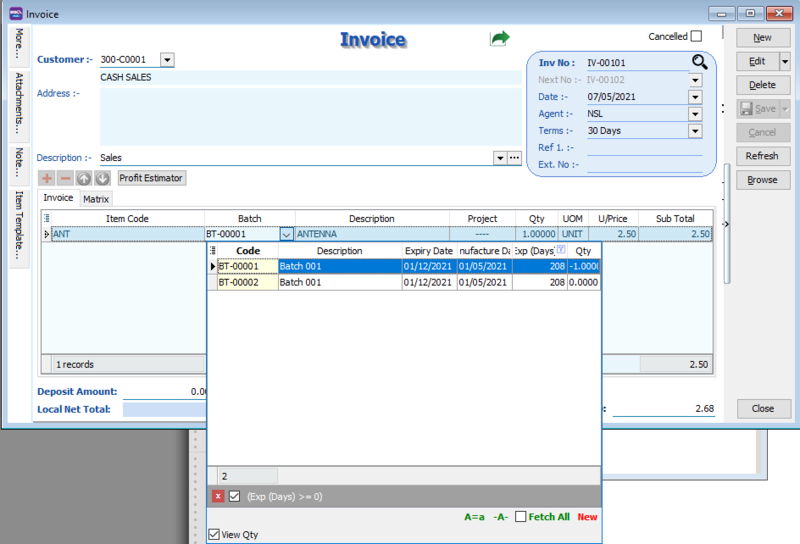 Invoice
Invoice
Cancelled
New
Edit
Delete
Save
Cancel
Refresh
Browse
Close
More...
Attachments...
Note...
Item Template...
Customer :- 300-C0001
CASH SALES
Address :-
Description :- Sales
Inv No : IV-00101
Next No :- IV-00102
Date :- 07/05/2021
Agent :- NSL
Terms :- 30 Days
Ref 1. :-
Ext. No :-
Profit Estimator
Invoice Matrix
Item Code Batch Description Project Qty UOM U/Price Sub Total
ANT BT-00001 ANTENNA ---- 1.00000 UNIT 2.50 2.50
Code Description Expiry Date nufacture Da Exp (Days) Qty
BT-00001 Batch 001 01/12/2021 01/05/2021 208 -1.0000
BT-00002 Batch 001 01/12/2021 01/05/2021 208 0.0000
1 records 2.50
Deposit Amount: 0.00
Local Net Total: : 2.68
2
x (Exp (Days) >= 0)
A=a -A- Fetch All New
View Qty